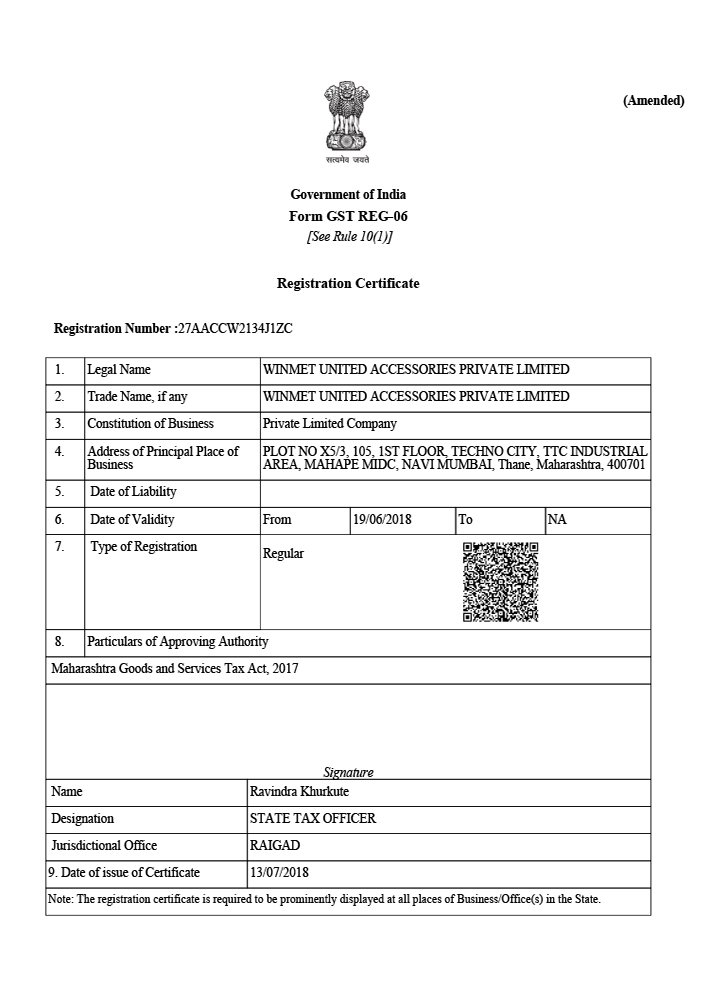 (Amended)
सत्यमेव जयते
Government of India
Form GST REG-06
[See Rule 10(1)]
Registration Certificate
Registration Number :27AACCW2134J1ZC
1. Legal Name WINMET UNITED ACCESSORIES PRIVATE LIMITED
2. Trade Name, if any WINMET UNITED ACCESSORIES PRIVATE LIMITED
3. Constitution of Business Private Limited Company
4. Address of Principal Place of PLOT NO X5/3, 105, 1ST FLOOR, TECHNO CITY, TTC INDUSTRIAL
Business AREA, MAHAPE MIDC, NAVI MUMBAI, Thane, Maharashtra, 400701
5. Date of Liability
6. Date of Validity From 19/06/2018 To NA
7. Type of Registration Regular
8. Particulars of Approving Authority
Maharashtra Goods and Services Tax Act, 2017
Signature
Name Ravindra Khurkute
Designation STATE TAX OFFICER
Jurisdictional Office RAIGAD
9. Date of issue of Certificate 13/07/2018
Note: The registration certificate is required to be prominently displayed at all places of Business/Office(s) in the State.